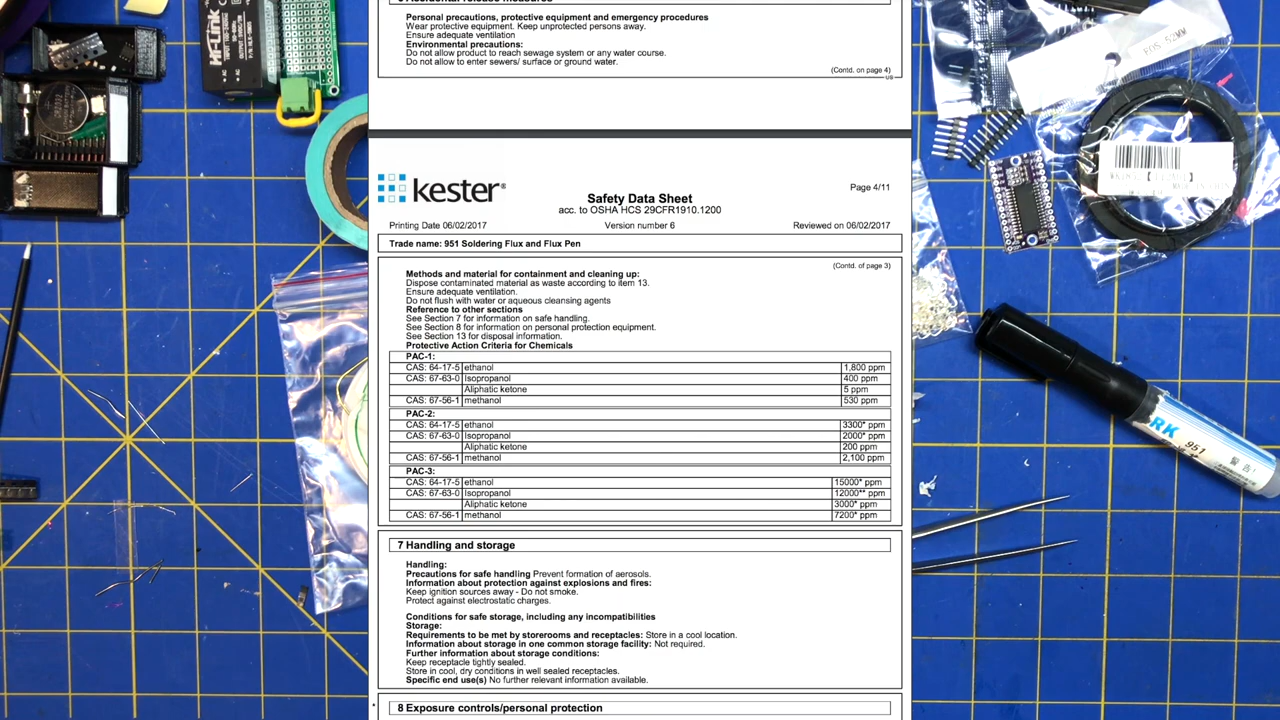 6 Accidental release measures
Personal precautions, protective equipment and emergency procedures
Wear protective equipment. Keep unprotected persons away.
Ensure adequate ventilation
Environmental precautions:
Do not allow product to reach sewage system or any water course.
Do not allow to enter sewers/ surface or ground water.
(Contd. on page 4)
US
kester®
Safety Data Sheet
acc. to OSHA HCS 29CFR1910.1200
Page 4/11
Printing Date 06/02/2017 Version number 6 Reviewed on 06/02/2017
Trade name: 951 Soldering Flux and Flux Pen
(Contd. of page 3)
Methods and material for containment and cleaning up:
Dispose contaminated material as waste according to item 13.
Ensure adequate ventilation.
Do not flush with water or aqueous cleansing agents
Reference to other sections
See Section 7 for information on safe handling.
See Section 8 for information on personal protection equipment.
See Section 13 for disposal information.
Protective Action Criteria for Chemicals
PAC-1:
CAS: 64-17-5 ethanol 1,800 ppm
CAS: 67-63-0 Isopropanol 400 ppm
Aliphatic ketone 5 ppm
CAS: 67-56-1 methanol 530 ppm
PAC-2:
CAS: 64-17-5 ethanol 3300* ppm
CAS: 67-63-0 Isopropanol 2000* ppm
Aliphatic ketone 200 ppm
CAS: 67-56-1 methanol 2,100 ppm
PAC-3:
CAS: 64-17-5 ethanol 15000* ppm
CAS: 67-63-0 Isopropanol 12000** ppm
Aliphatic ketone 3000* ppm
CAS: 67-56-1 methanol 7200* ppm
7 Handling and storage
Handling:
Precautions for safe handling Prevent formation of aerosols.
Information about protection against explosions and fires:
Keep ignition sources away - Do not smoke.
Protect against electrostatic charges.
Conditions for safe storage, including any incompatibilities
Storage:
Requirements to be met by storerooms and receptacles: Store in a cool location.
Information about storage in one common storage facility: Not required.
Further information about storage conditions:
Keep receptacle tightly sealed.
Store in cool, dry conditions in well sealed receptacles.
Specific end use(s) No further relevant information available.
* 8 Exposure controls/personal protection
Hi-Link
EOS-52MM
RK 951
警告